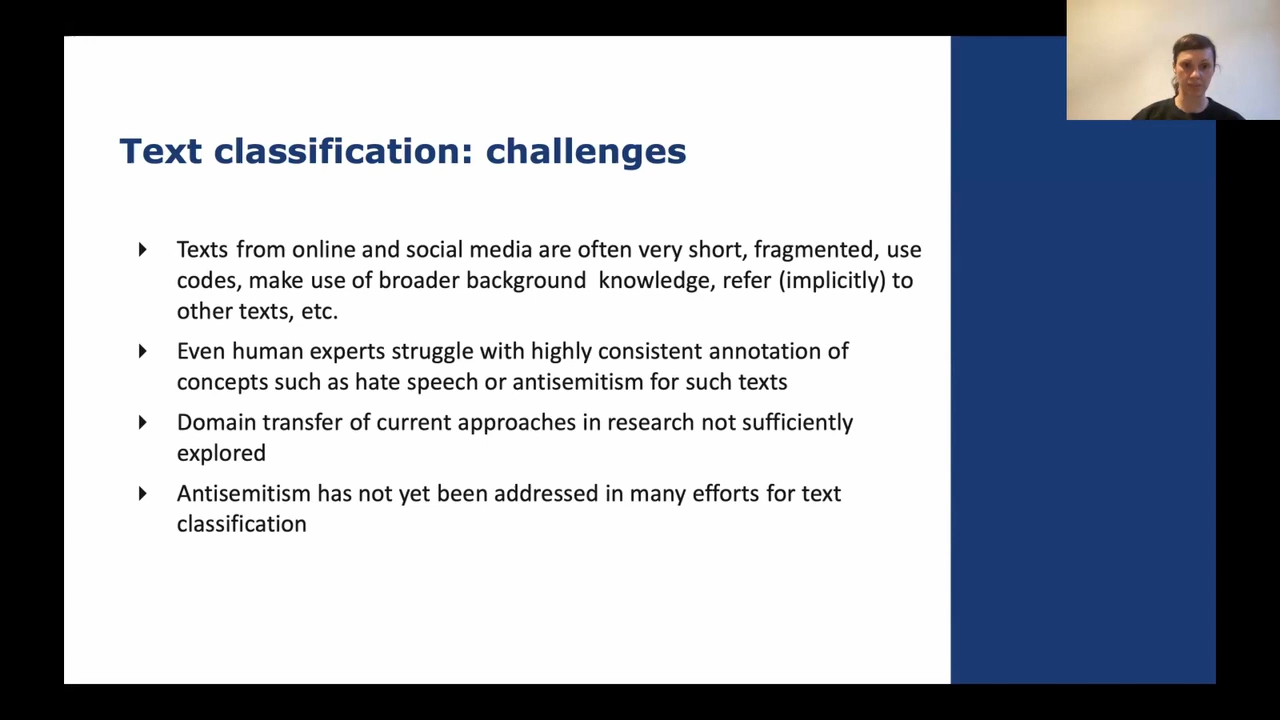 Text classification: challenges
Texts from online and social media are often very short, fragmented, use
codes, make use of broader background  knowledge, refer (implicitly) to
other texts, etc.
Even human experts struggle with highly consistent annotation of
concepts such as hate speech or antisemitism for such texts
Domain transfer of current approaches in research not sufficiently
explored
Antisemitism has not yet been addressed in many efforts for text
classification